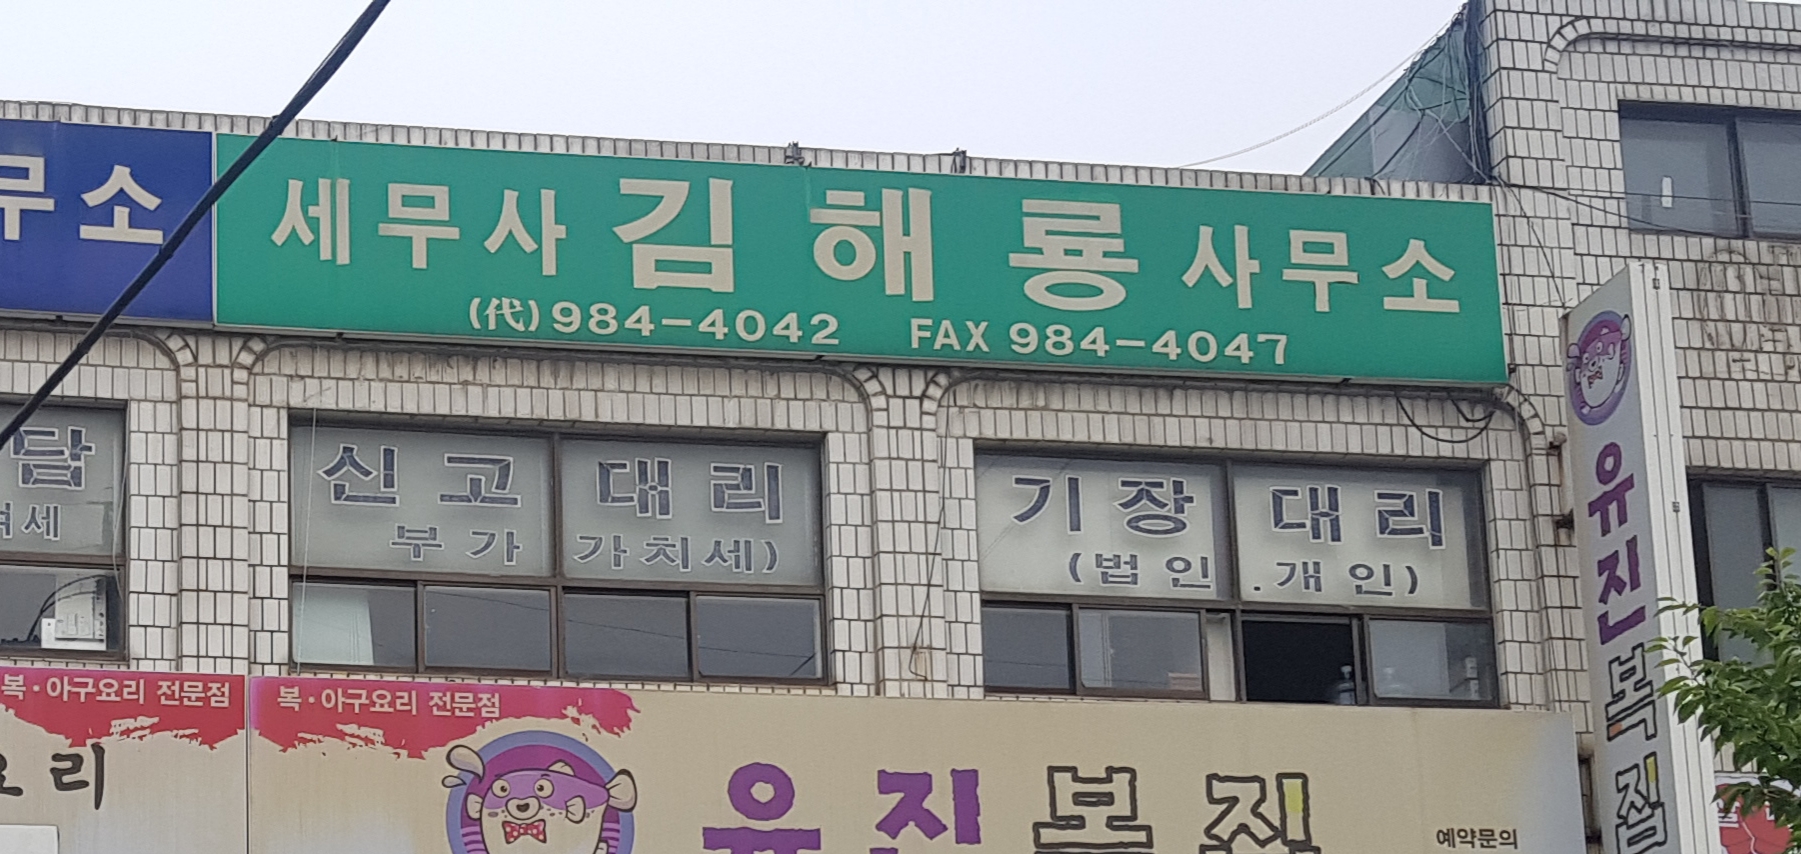 무소
세무사 김해룡 사무소
(代) 984-4042 FAX 984-4047
신고 대리
부가가치세)
기장 대리
(법인.개인)
세
복·아구요리 전문점
복·아구요리 전문점
요리
유진복집
예약문의
유진복집